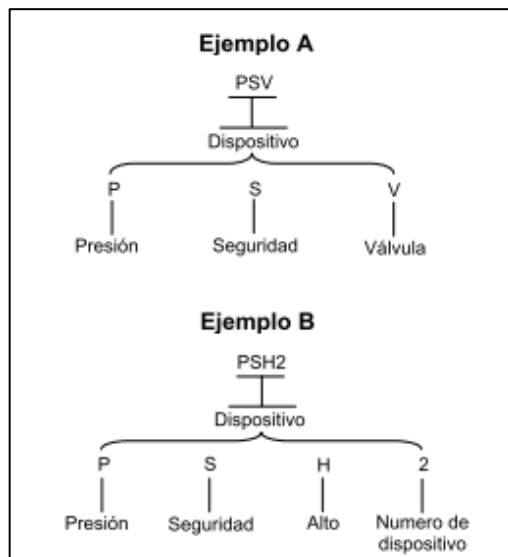 Ejemplo A
PSV
Dispositivo
P S V
Presión Seguridad Válvula
Ejemplo B
PSH2
Dispositivo
P S H 2
Presión Seguridad Alto Numero de
dispositivo